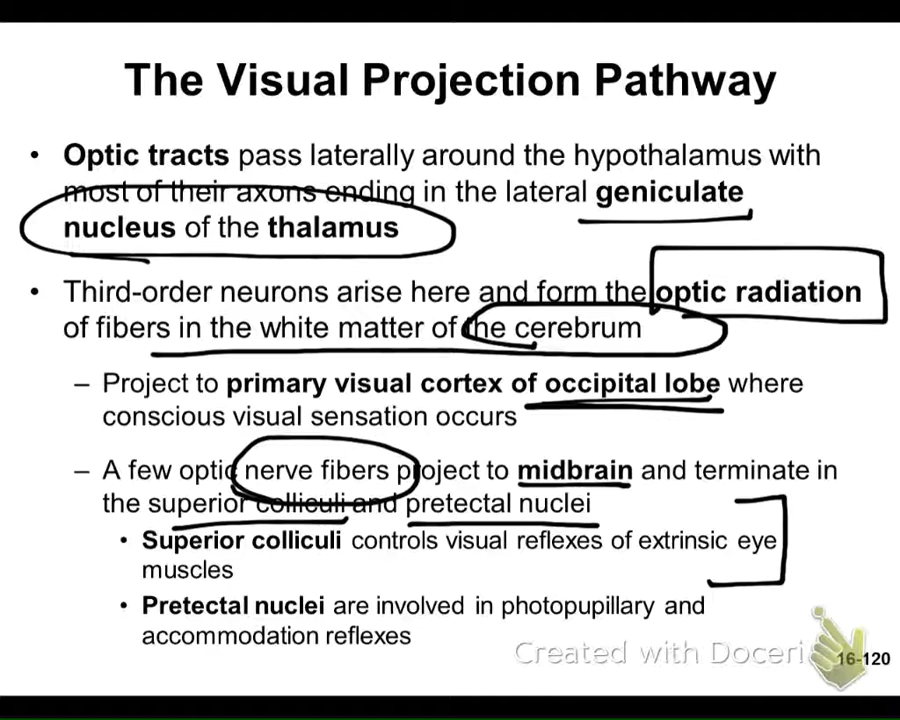 The Visual Projection Pathway
• Optic tracts pass laterally around the hypothalamus with
most of their axons ending in the lateral geniculate
nucleus of the thalamus
• Third-order neurons arise here and form the optic radiation
of fibers in the white matter of the cerebrum
– Project to primary visual cortex of occipital lobe where
conscious visual sensation occurs
– A few optic nerve fibers project to midbrain and terminate in
the superior colliculi and pretectal nuclei
• Superior colliculi controls visual reflexes of extrinsic eye
muscles
• Pretectal nuclei are involved in photopupillary and
accommodation reflexes
Created with Doceri
16-120